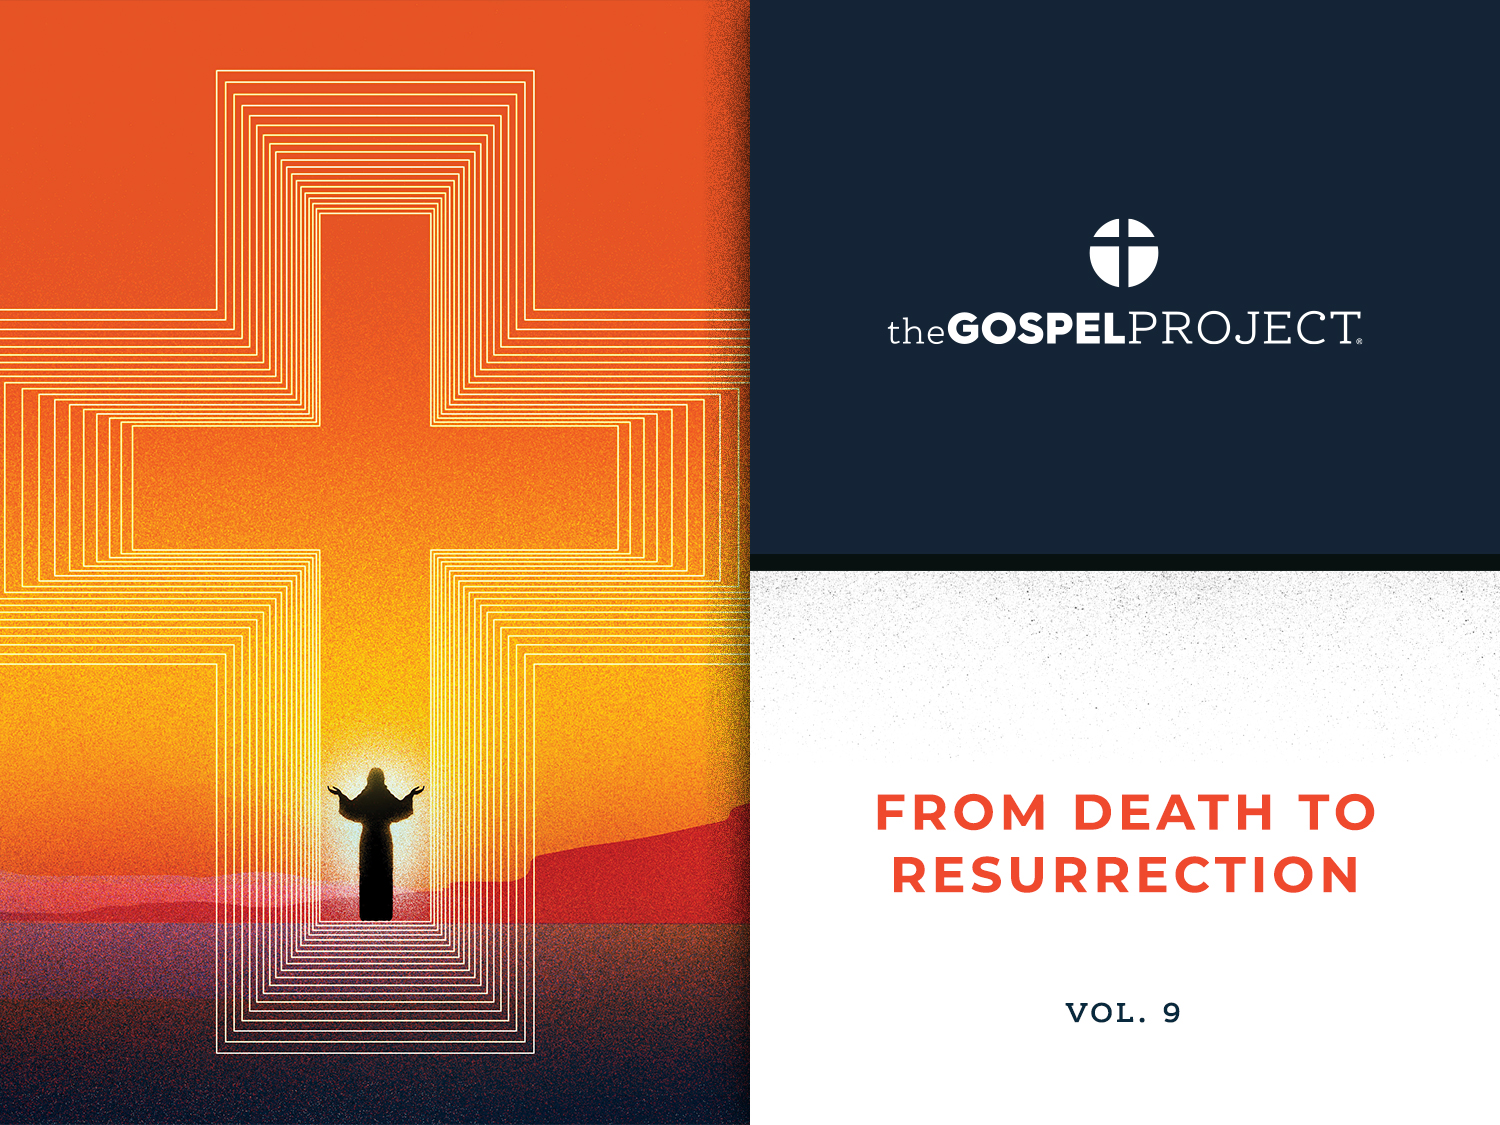 theGOSPELPROJECT®
FROM DEATH TO
RESURRECTION
VOL. 9